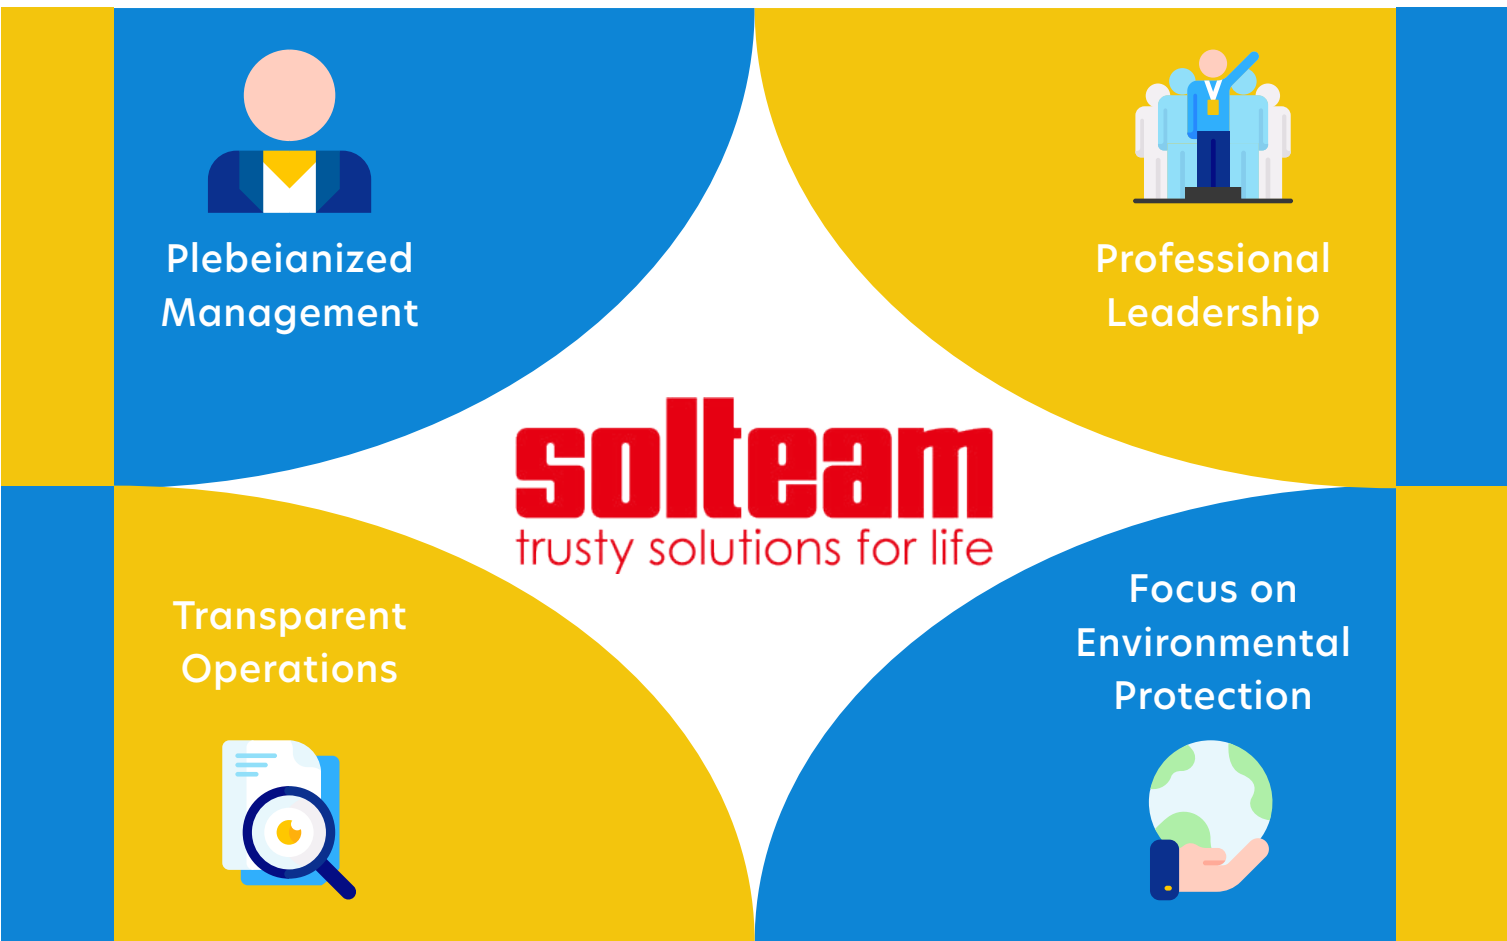 Plebeianized
Management
Professional
Leadership
solteam
trusty solutions for life
Transparent
Operations
Focus on
Environmental
Protection